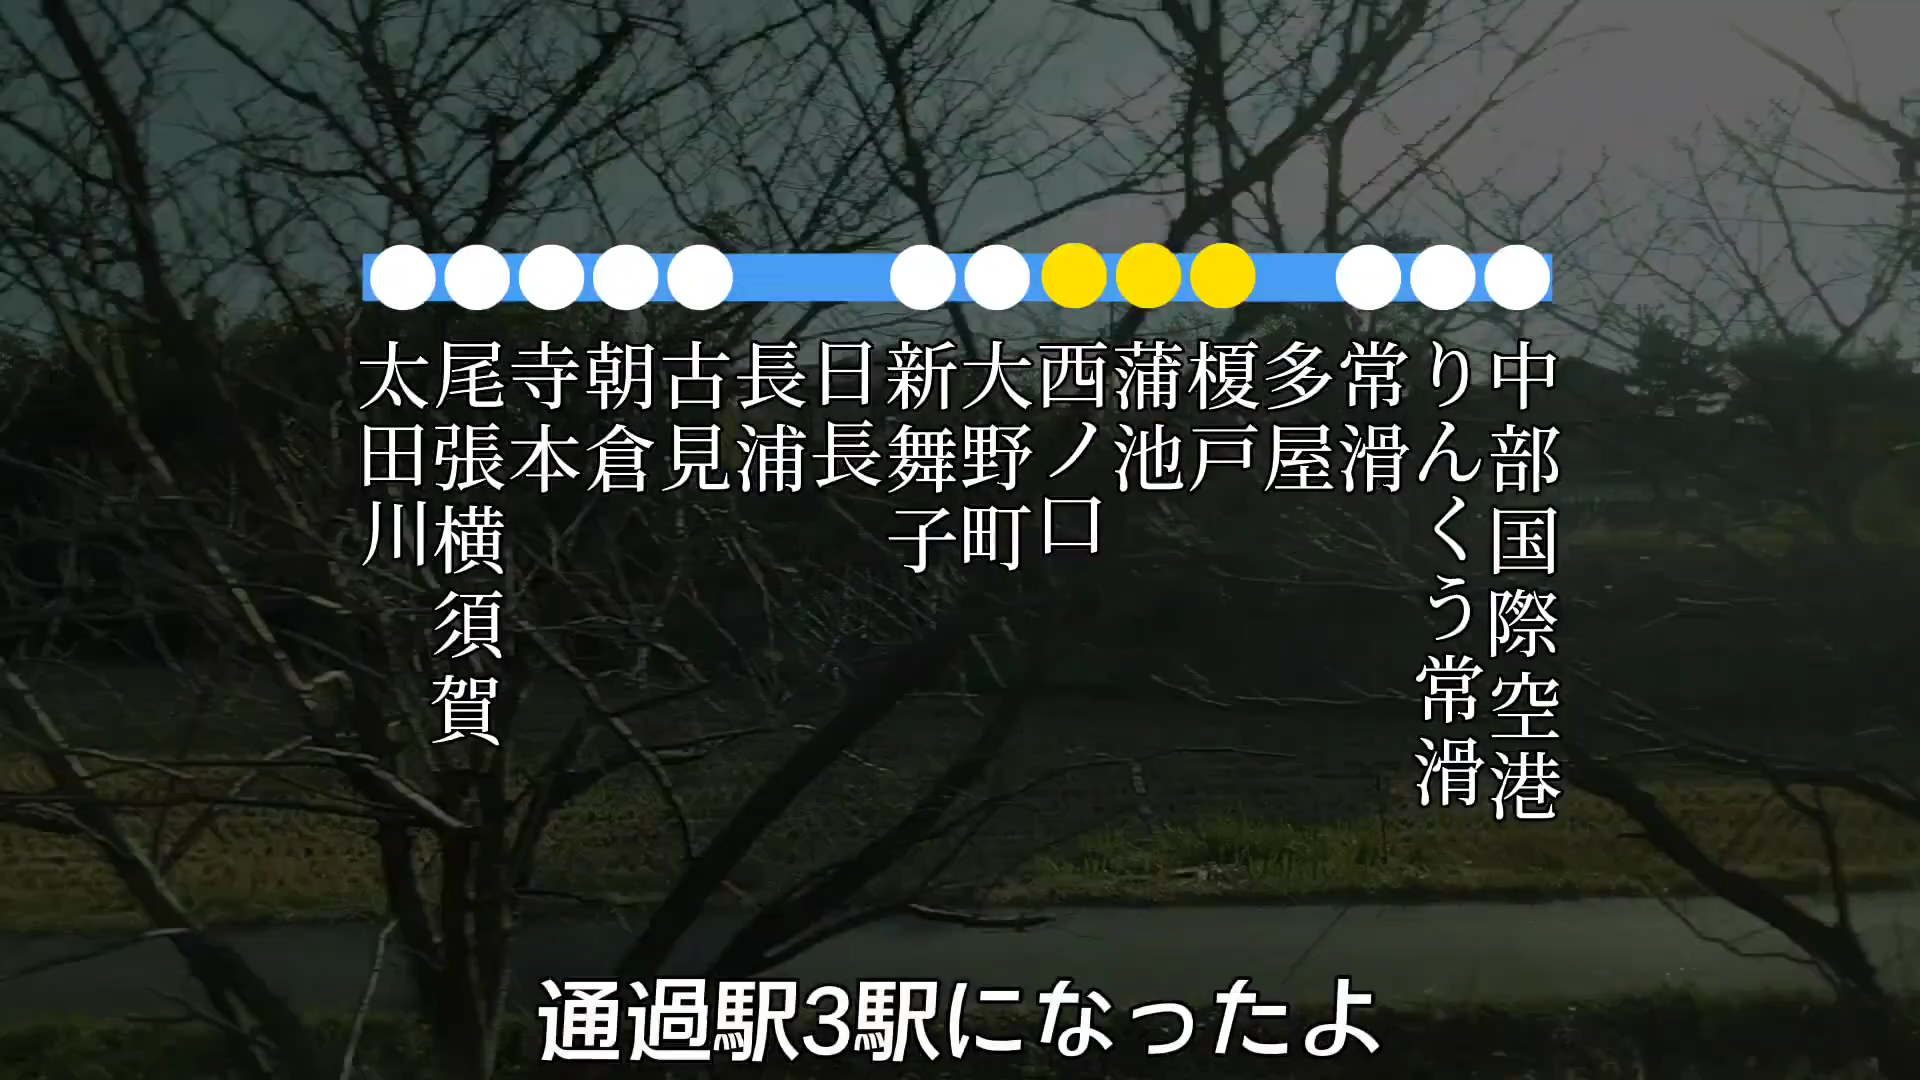 太田川
尾張横須賀
寺本
朝倉
古見
長浦
日長
新舞子
大野町
西ノ口
蒲池
榎戸
多屋
常滑
りんくう常滑
中部国際空港
通過駅3駅になったよ